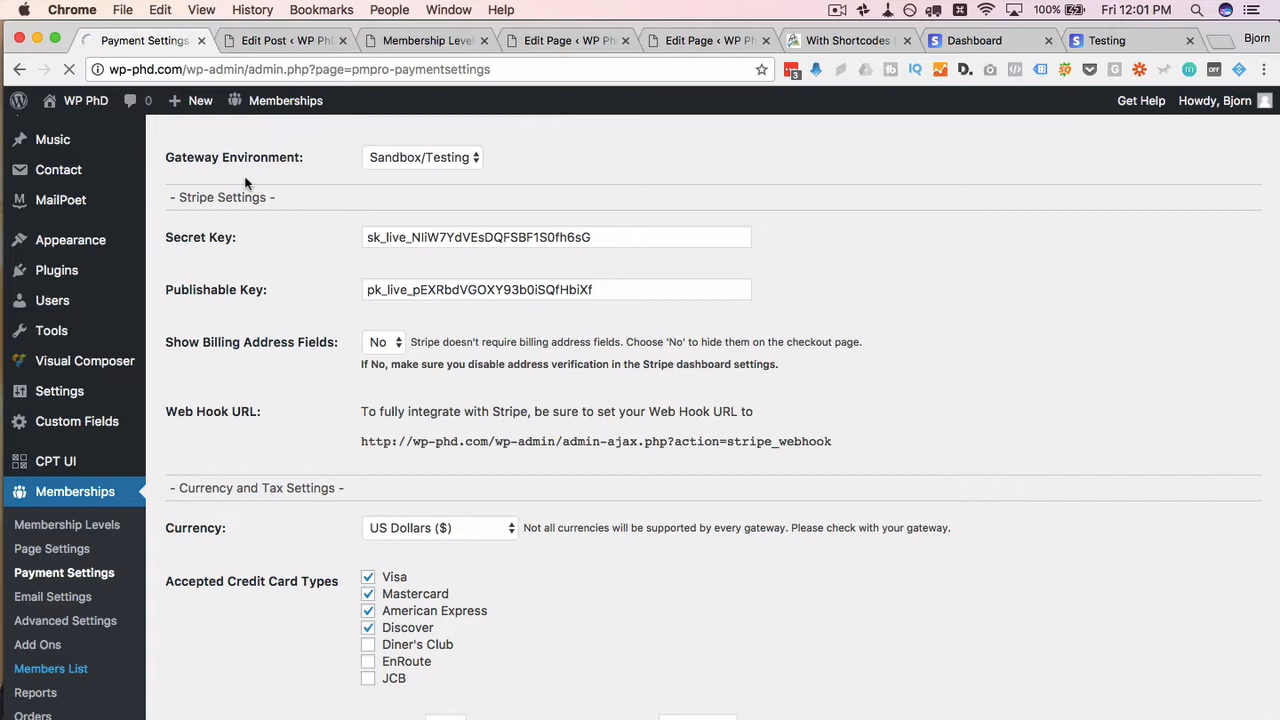 Chrome File Edit View History Bookmarks People Window Help 100% Fri 12:01 PM
Payment Settings Edit Post ‹ WP Ph Membership Leve Edit Page ‹ WP Ph Edit Page ‹ WP Ph With Shortcodes | Dashboard Testing Bjorn
wp-phd.com/wp-admin/admin.php?page=pmpro-paymentsettings
WP PhD 0 New Memberships Get Help Howdy, Bjorn
Music
Contact
MailPoet
Appearance
Plugins
Users
Tools
Visual Composer
Settings
Custom Fields
CPT UI
Memberships
Membership Levels
Page Settings
Payment Settings
Email Settings
Advanced Settings
Add Ons
Members List
Reports
Orders
Gateway Environment: Sandbox/Testing
- Stripe Settings -
Secret Key: sk_live_NIiW7YdVEsDQFSBF1S0fh6sG
Publishable Key: pk_live_pEXRbdVGOXY93b0iSQfHbiXf
Show Billing Address Fields: No Stripe doesn't require billing address fields. Choose 'No' to hide them on the checkout page.
If No, make sure you disable address verification in the Stripe dashboard settings.
Web Hook URL: To fully integrate with Stripe, be sure to set your Web Hook URL to
http://wp-phd.com/wp-admin/admin-ajax.php?action=stripe_webhook
- Currency and Tax Settings -
Currency: US Dollars ($) Not all currencies will be supported by every gateway. Please check with your gateway.
Accepted Credit Card Types
Visa
Mastercard
American Express
Discover
Diner's Club
EnRoute
JCB